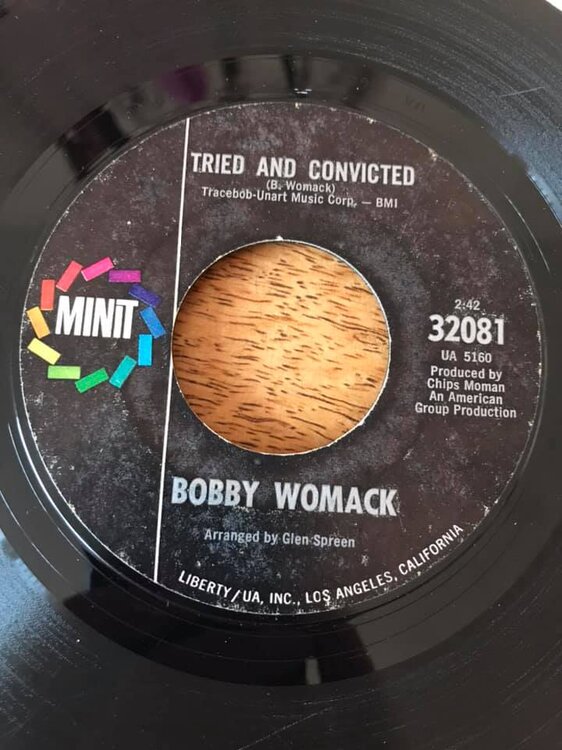 TRIED AND CONVICTED
(B. Womack)
Tracebob-Unart Music Corp. — BMI
MINIT
2:42
32081
UA 5160
Produced by
Chips Moman
An American
Group Production
BOBBY WOMACK
Arranged by Glen Spreen
LIBERTY/UA, INC., LOS ANGELES, CALIFORNIA